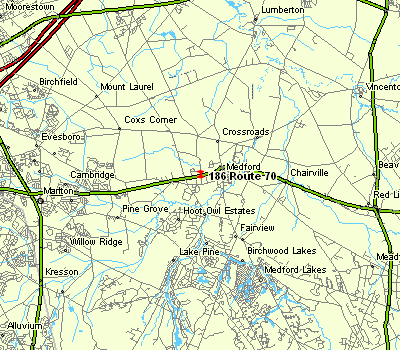 Moorestown
Lumberton
Birchfield
Mount Laurel
Vincento
Coxs Corner
Crossroads
Evesboro
Medford
Cambridge
186 Route 70
Chairville
Beav
Marlton
Red Li
Pine Grove
Hoot Owl Estates
Fairview
Willow Ridge
Lake Pine
Birchwood Lakes
Mead
Kresson
Medford Lakes
Alluvium